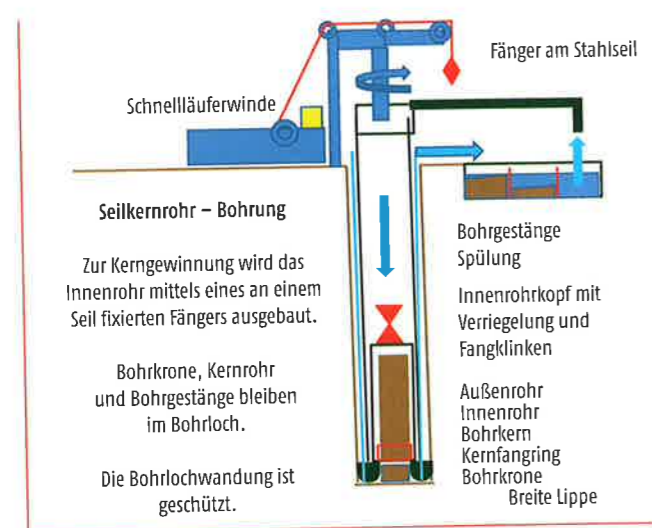 Fänger am Stahlseil
Schnellläuferwinde
Seilkernrohr – Bohrung
Zur Kerngewinnung wird das
Innenrohr mittels eines an einem
Seil fixierten Fängers ausgebaut.
Bohrkrone, Kernrohr
und Bohrgestänge bleiben
im Bohrloch.
Die Bohrlochwandung ist
geschützt.
Bohrgestänge
Spülung
Innenrohrkopf mit
Verriegelung und
Fangklinken
Außenrohr
Innenrohr
Bohrkern
Kernfangring
Bohrkrone
Breite Lippe